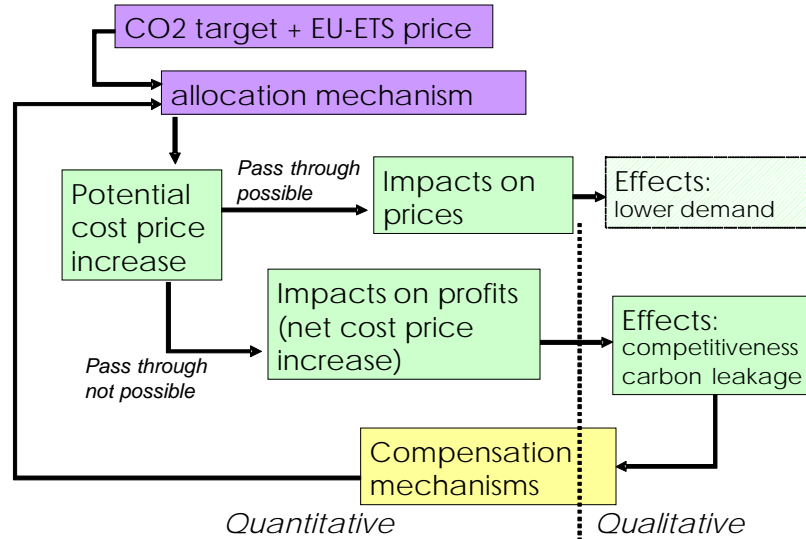 CO2 target + EU-ETS price
allocation mechanism
Pass through
possible
Potential
cost price
increase
Impacts on
prices
Effects:
lower demand
Impacts on profits
(net cost price
increase)
Effects:
competitiveness
carbon leakage
Pass through
not possible
Compensation
mechanisms
Quantitative
Qualitative